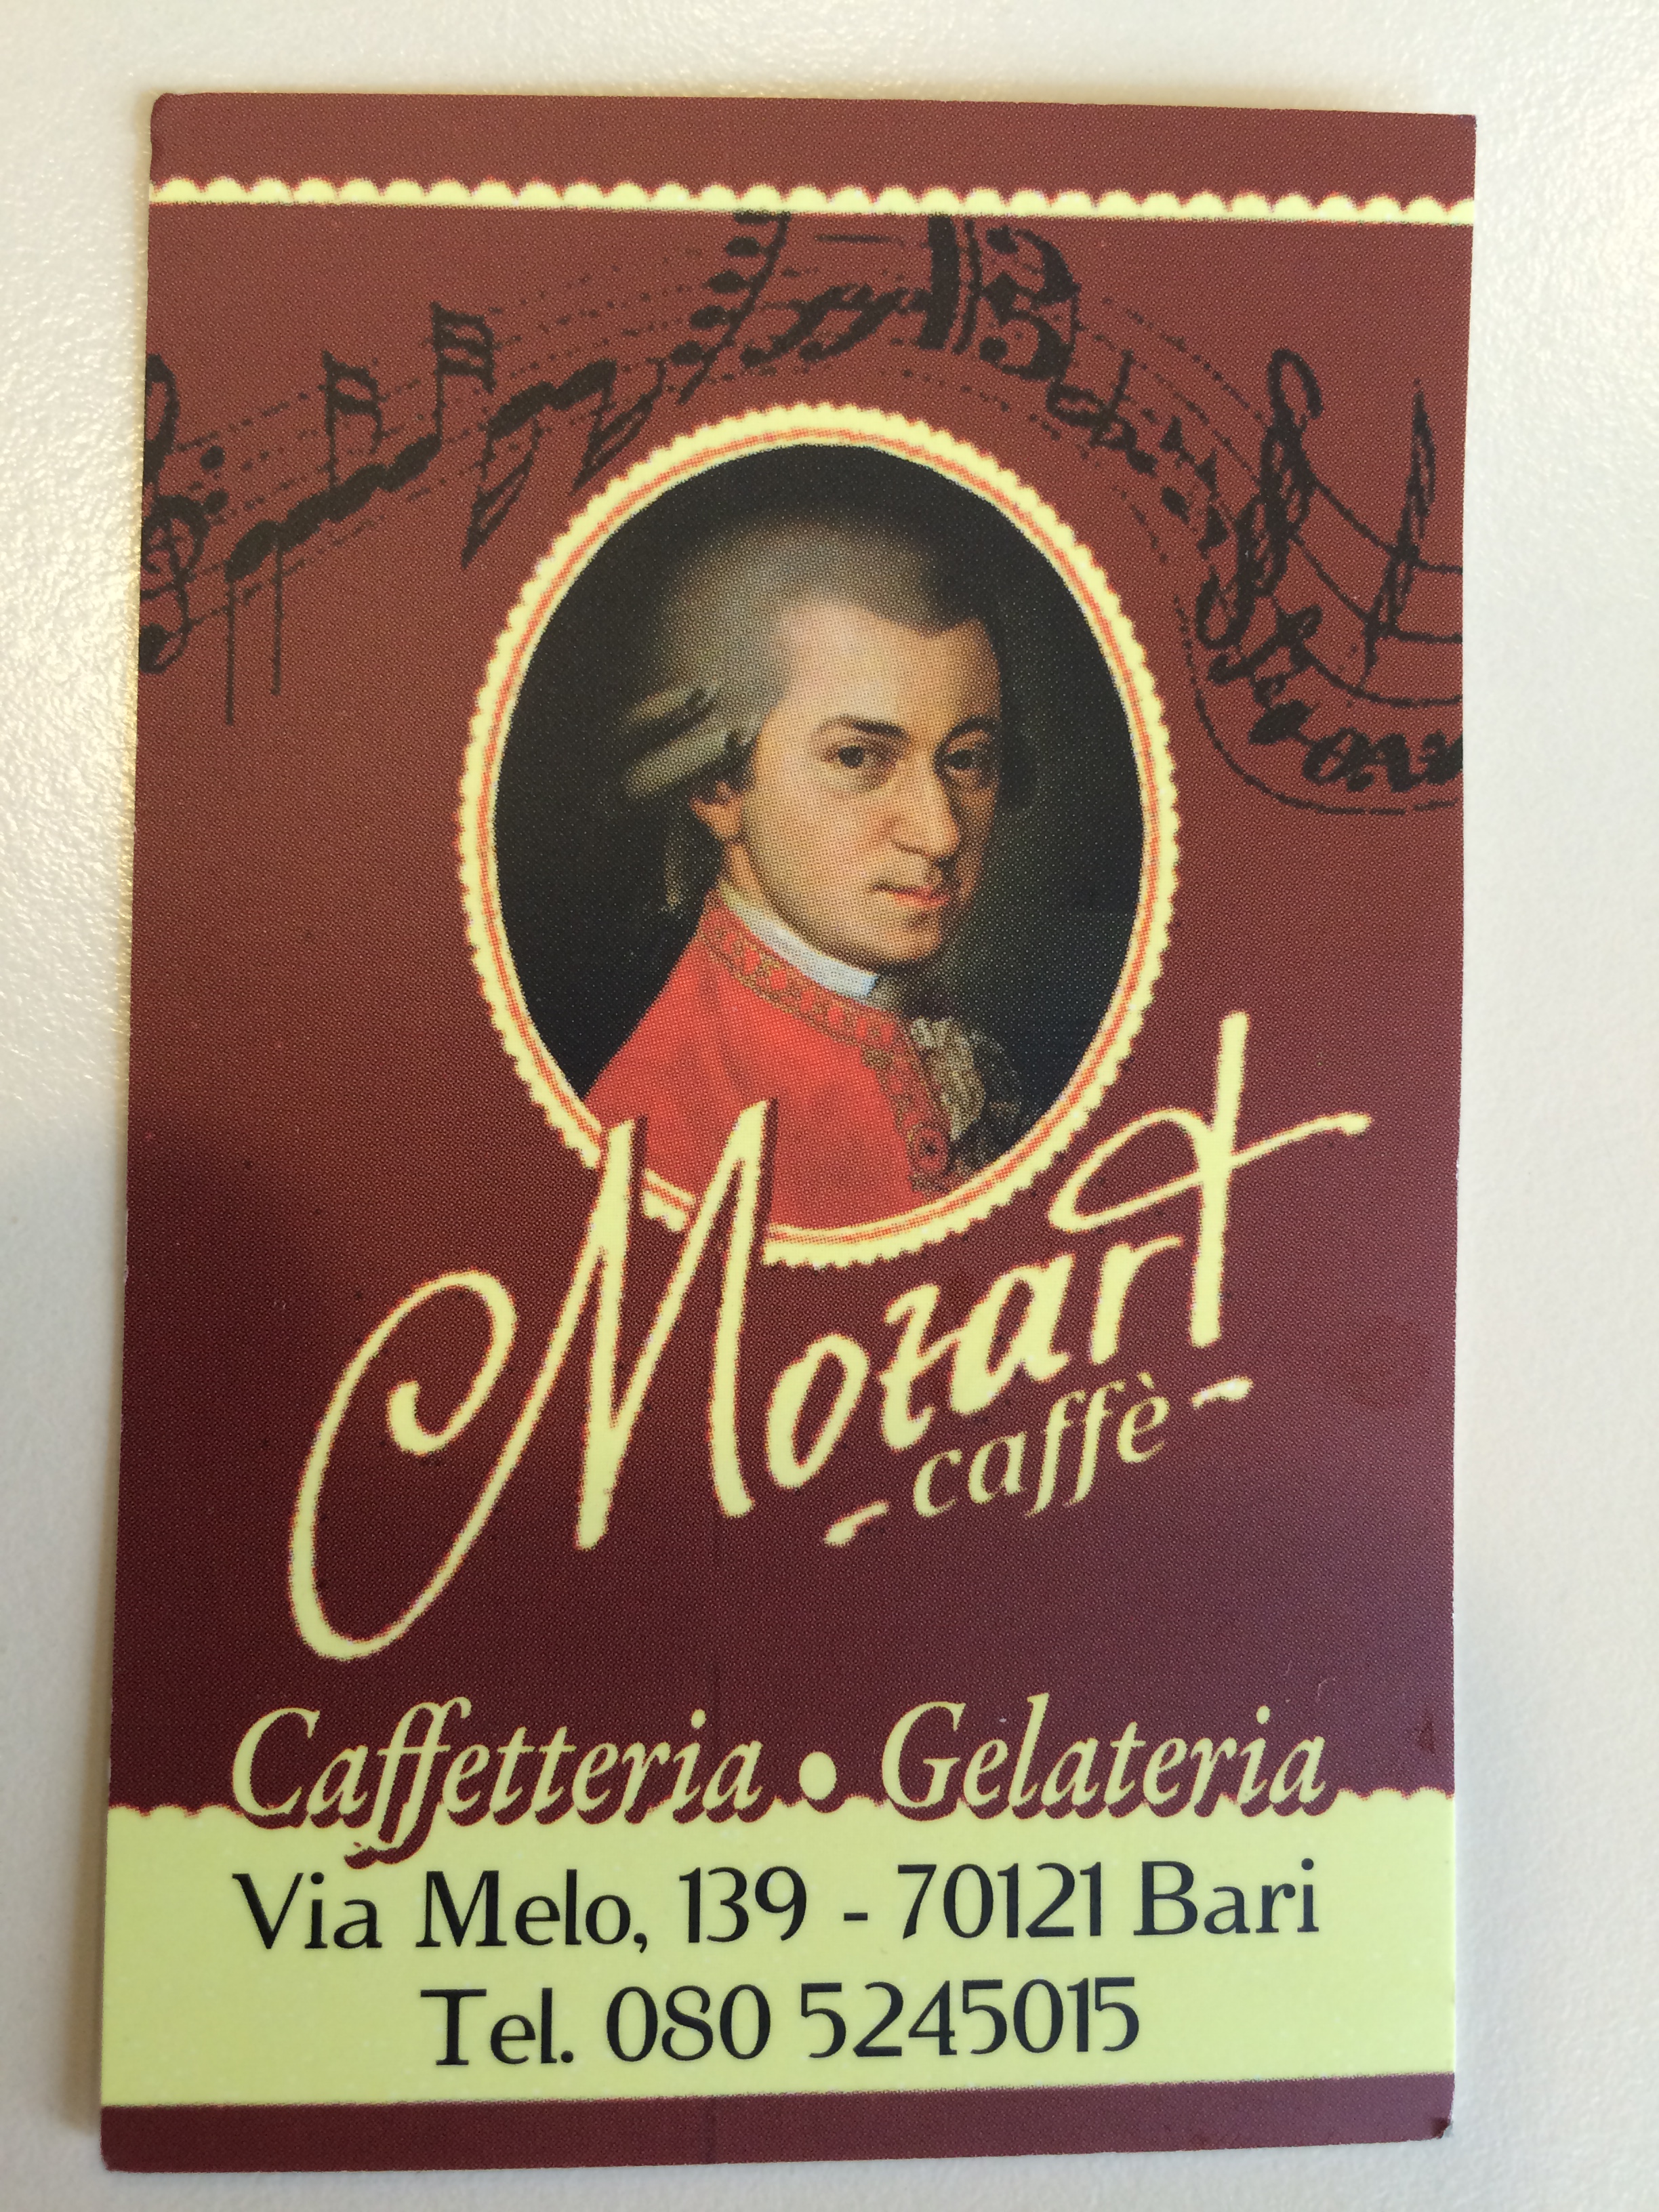 Mozart
caffè
Caffetteria • Gelateria
Via Melo, 139 - 70121 Bari
Tel. 080 5245015